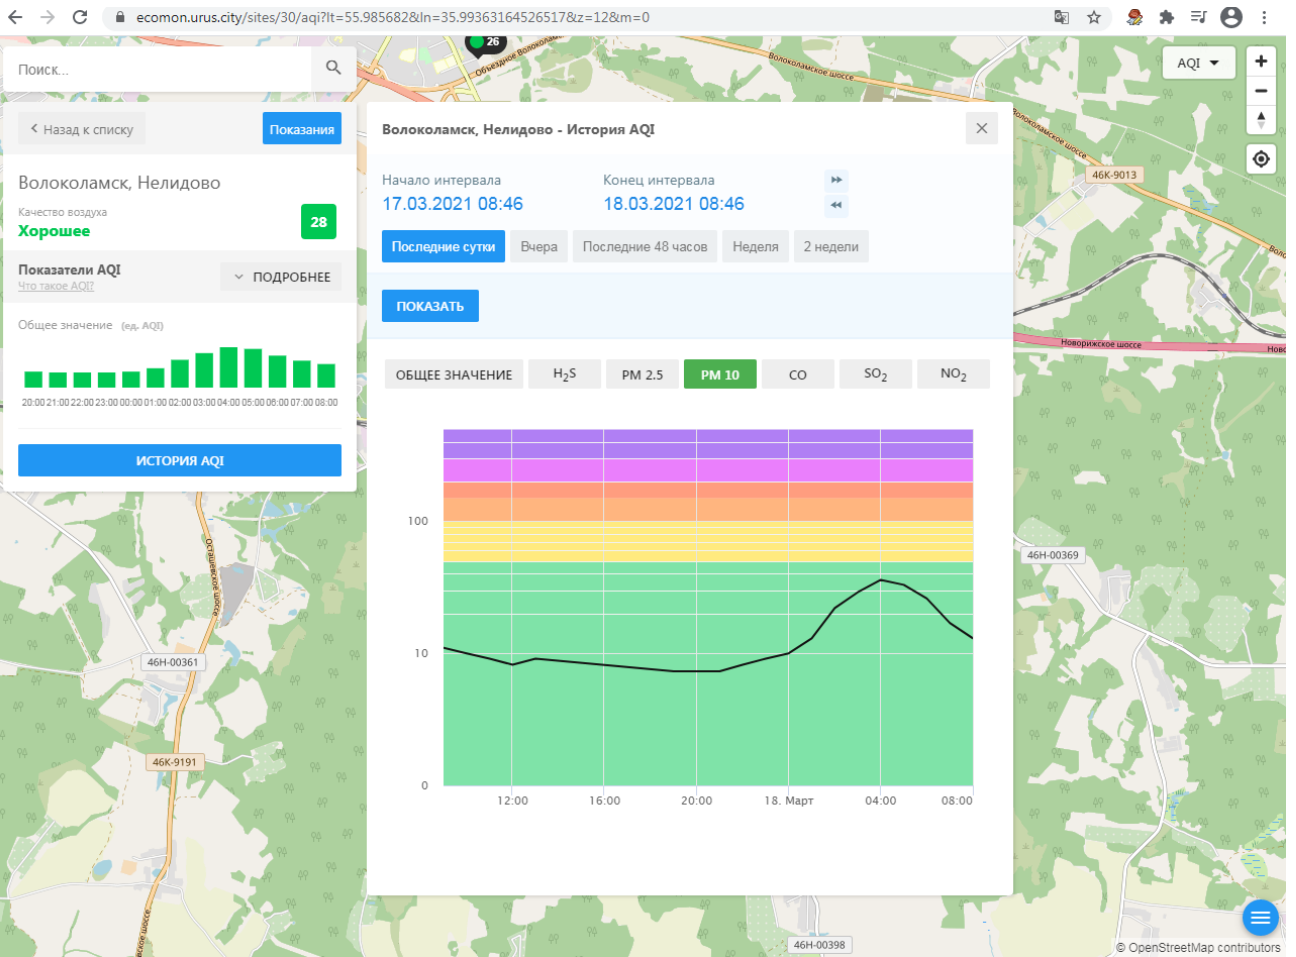 ecomon.urus.city/sites/30/aqi?lt=55.985682&ln=35.99363164526517&z=12&m=0
26
Объездное Волоколамск
Волоколамское шоссе
Поиск...
AQI
Назад к списку
Показания
Волоколамск, Нелидово
Качество воздуха
Хорошее
28
Показатели AQI
Что такое AQI?
ПОДРОБНЕЕ
Общее значение (ед. AQI)
20:00 21:00 22:00 23:00 00:00 01:00 02:00 03:00 04:00 05:00 06:00 07:00 08:00
ИСТОРИЯ AQI
Волоколамск, Нелидово - История AQI
Начало интервала
Конец интервала
17.03.2021 08:46
18.03.2021 08:46
Последние сутки
Вчера
Последние 48 часов
Неделя
2 недели
ПОКАЗАТЬ
ОБЩЕЕ ЗНАЧЕНИЕ
H₂S
PM 2.5
PM 10
CO
SO₂
NO₂
100
10
0
12:00
16:00
20:00
18. Март
04:00
08:00
Волоколамское шоссе
46К-9013
Новорижское шоссе
46Н-00369
Осташевское шоссе
46Н-00361
46К-9191
46Н-00398
© OpenStreetMap contributors